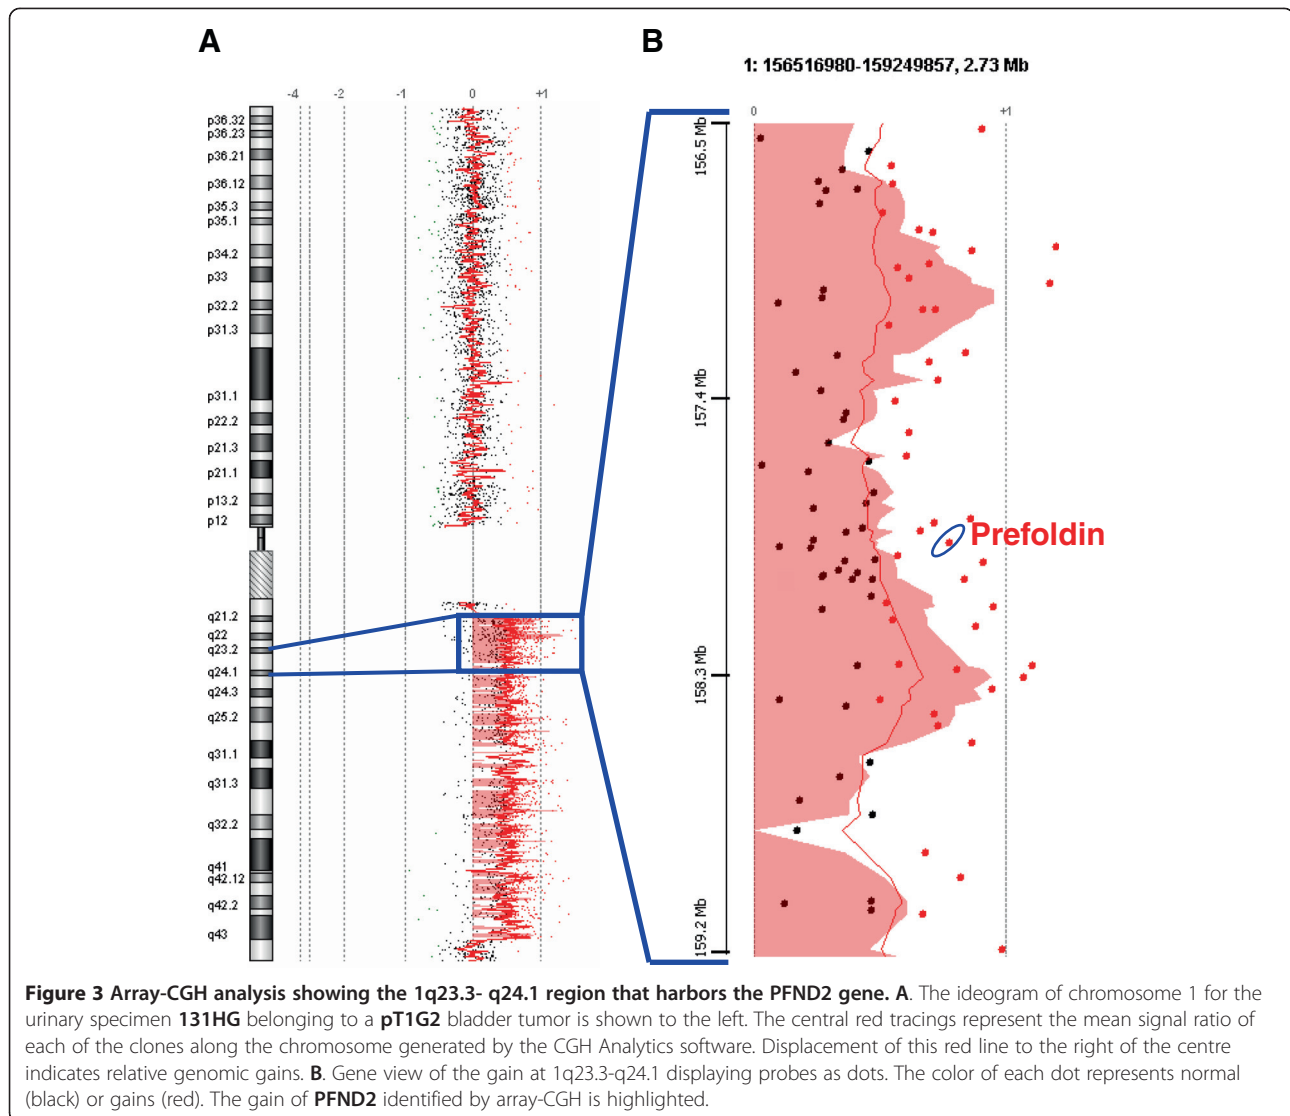 A
B
1: 156516980-159249857, 2.73 Mb
-4 -2 -1 0 +1
p36.32
p36.23
p36.21
p36.12
p35.3
p35.1
p34.2
p33
p32.2
p31.3
p31.1
p22.2
p21.3
p21.1
p13.2
p12
q21.2
q22
q23.2
q24.1
q24.3
q25.2
q31.1
q31.3
q32.2
q41
q42.12
q42.2
q43
0 +1
156.5 Mb
157.4 Mb
158.3 Mb
159.2 Mb
Prefoldin
Figure 3 Array-CGH analysis showing the 1q23.3- q24.1 region that harbors the PFND2 gene. A. The ideogram of chromosome 1 for the
urinary specimen 131HG belonging to a pT1G2 bladder tumor is shown to the left. The central red tracings represent the mean signal ratio of
each of the clones along the chromosome generated by the CGH Analytics software. Displacement of this red line to the right of the centre
indicates relative genomic gains. B. Gene view of the gain at 1q23.3-q24.1 displaying probes as dots. The color of each dot represents normal
(black) or gains (red). The gain of PFND2 identified by array-CGH is highlighted.